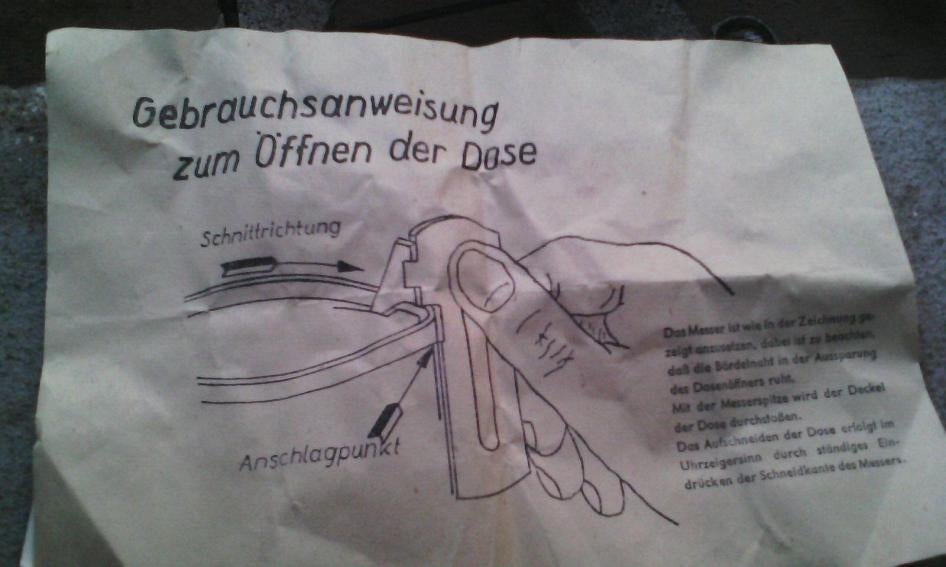 Gebrauchsanweisung
zum Öffnen der Dose
Schnittrichtung
Anschlagpunkt
Das Messer ist wie in der Zeichnung ge-
zeigt anzusetzen, dabei ist zu beachten,
daß die Bördelnaht in der Aussparung
des Dosenöffners ruht.
Mit der Messerspitze wird der Deckel
der Dose durchstoßen.
Das Aufschneiden der Dose erfolgt im
Uhrzeigersinn durch ständiges Ein-
drücken der Schneidkante des Messers.